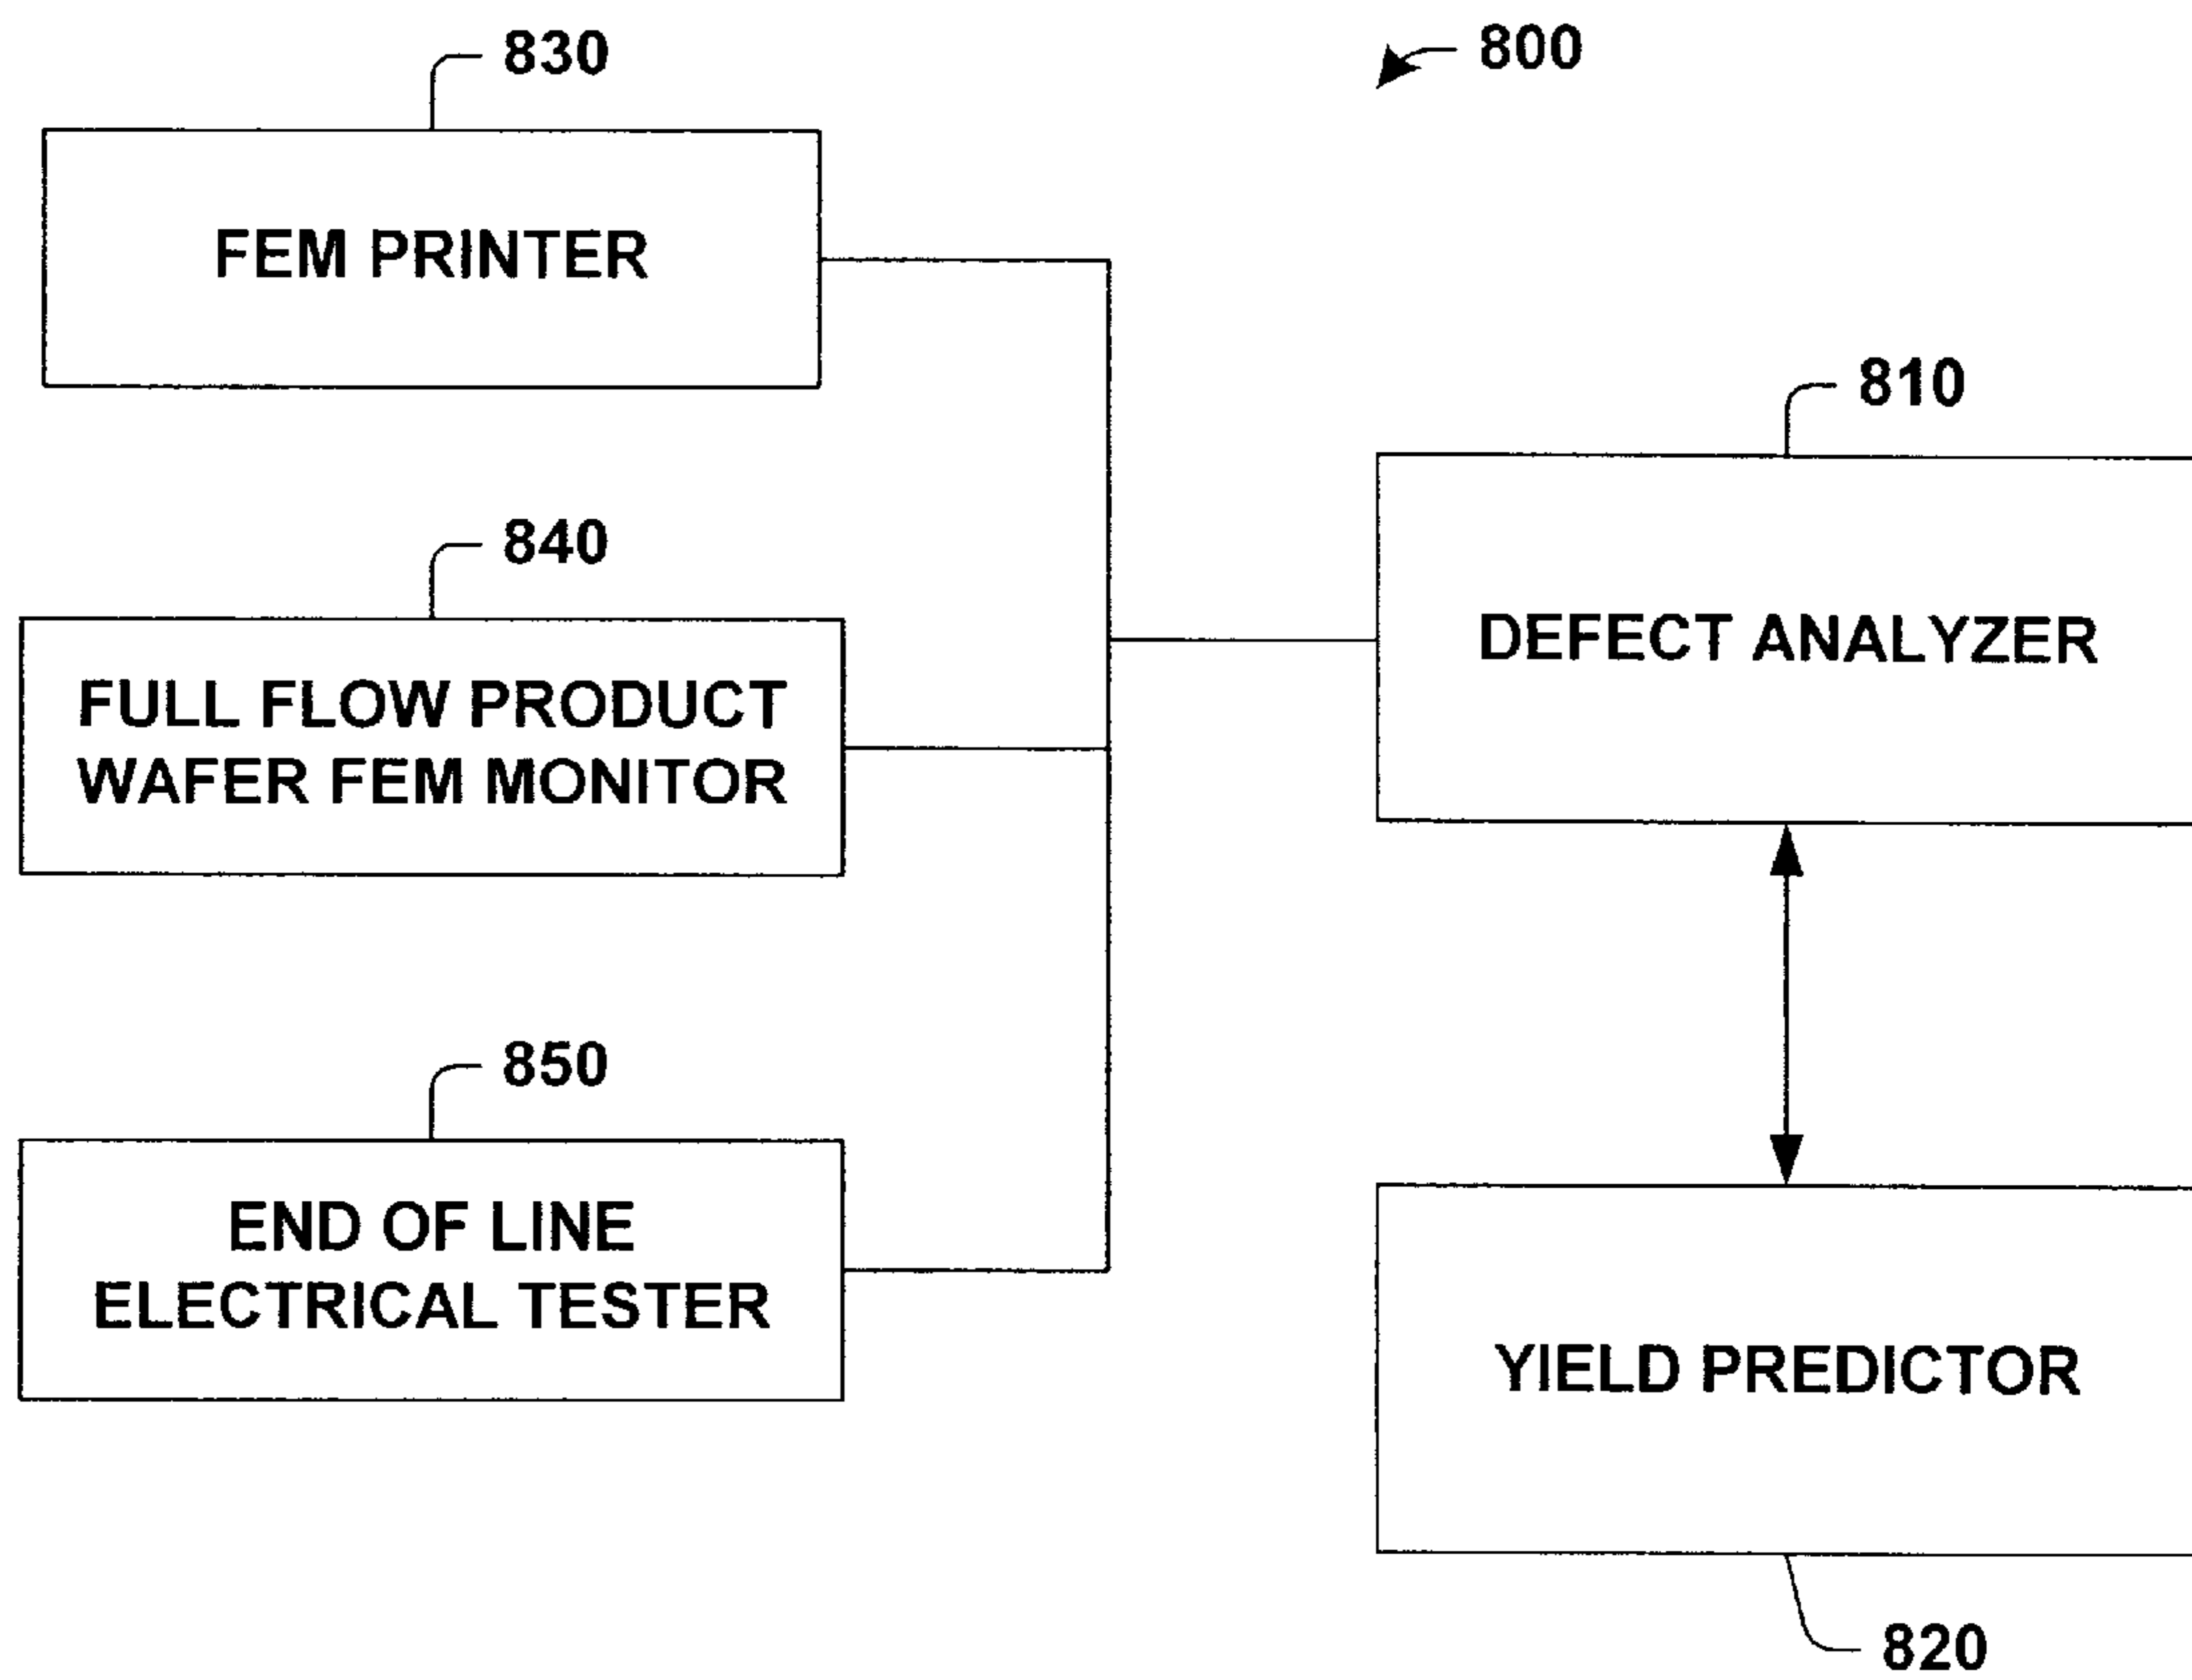 830
800
FEM PRINTER
810
840
DEFECT ANALYZER
FULL FLOW PRODUCT
WAFER FEM MONITOR
850
END OF LINE
ELECTRICAL TESTER
YIELD PREDICTOR
820